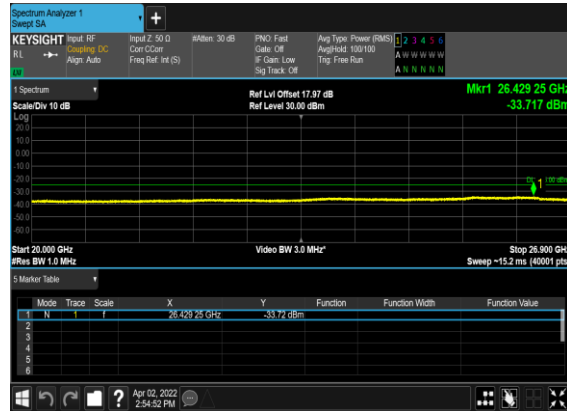 Spectrum Analyzer 1
Swept SA
+
KEYSIGHT Input: RF Input Z: 50 Ω #Atten: 30 dB PNO: Fast Avg Type: Power (RMS) 1 2 3 4 5 6
RL Coupling: DC Corr CCorr Gate: Off Avg|Hold: 100/100 A W W W W W
Align: Auto Freq Ref: Int (S) IF Gain: Low Trig: Free Run
Sig Track: Off A N N N N N
1 Spectrum Ref Lvl Offset 17.97 dB Mkr1 26.429 25 GHz
Scale/Div 10 dB Ref Level 30.00 dBm -33.717 dBm
Log
20.0
10.0
0.00
-10.0
-20.0
-30.0
-40.0
-50.0
-60.0
1
Start 20.000 GHz Video BW 3.0 MHz* Stop 26.900 GHz
#Res BW 1.0 MHz Sweep ~15.2 ms (40001 pts)
5 Marker Table
Mode Trace Scale X Y Function Function Width Function Value
1 N 1 f 26.429 25 GHz -33.72 dBm
2
3
4
5
6
? Apr 02, 2022
2:54:52 PM